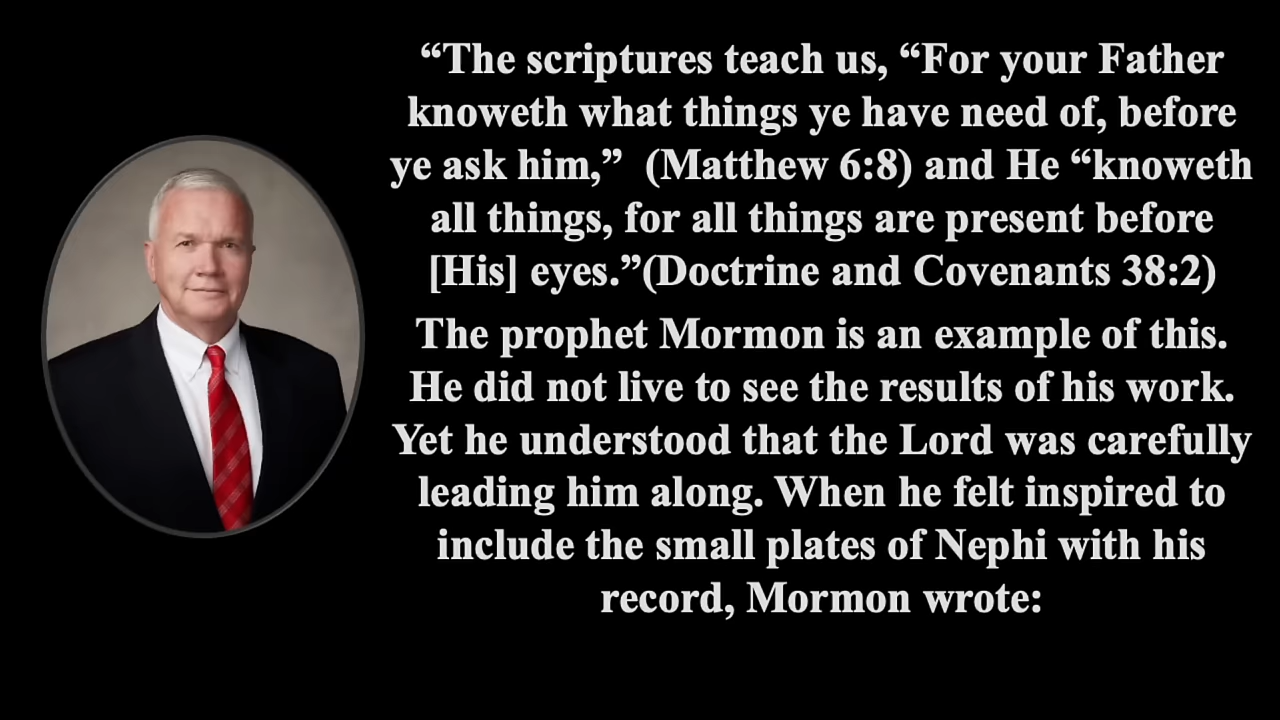 “The scriptures teach us, “For your Father
knoweth what things ye have need of, before
ye ask him,”  (Matthew 6:8) and He “knoweth
all things, for all things are present before
[His] eyes.”(Doctrine and Covenants 38:2)
The prophet Mormon is an example of this.
He did not live to see the results of his work.
Yet he understood that the Lord was carefully
leading him along. When he felt inspired to
include the small plates of Nephi with his
record, Mormon wrote: